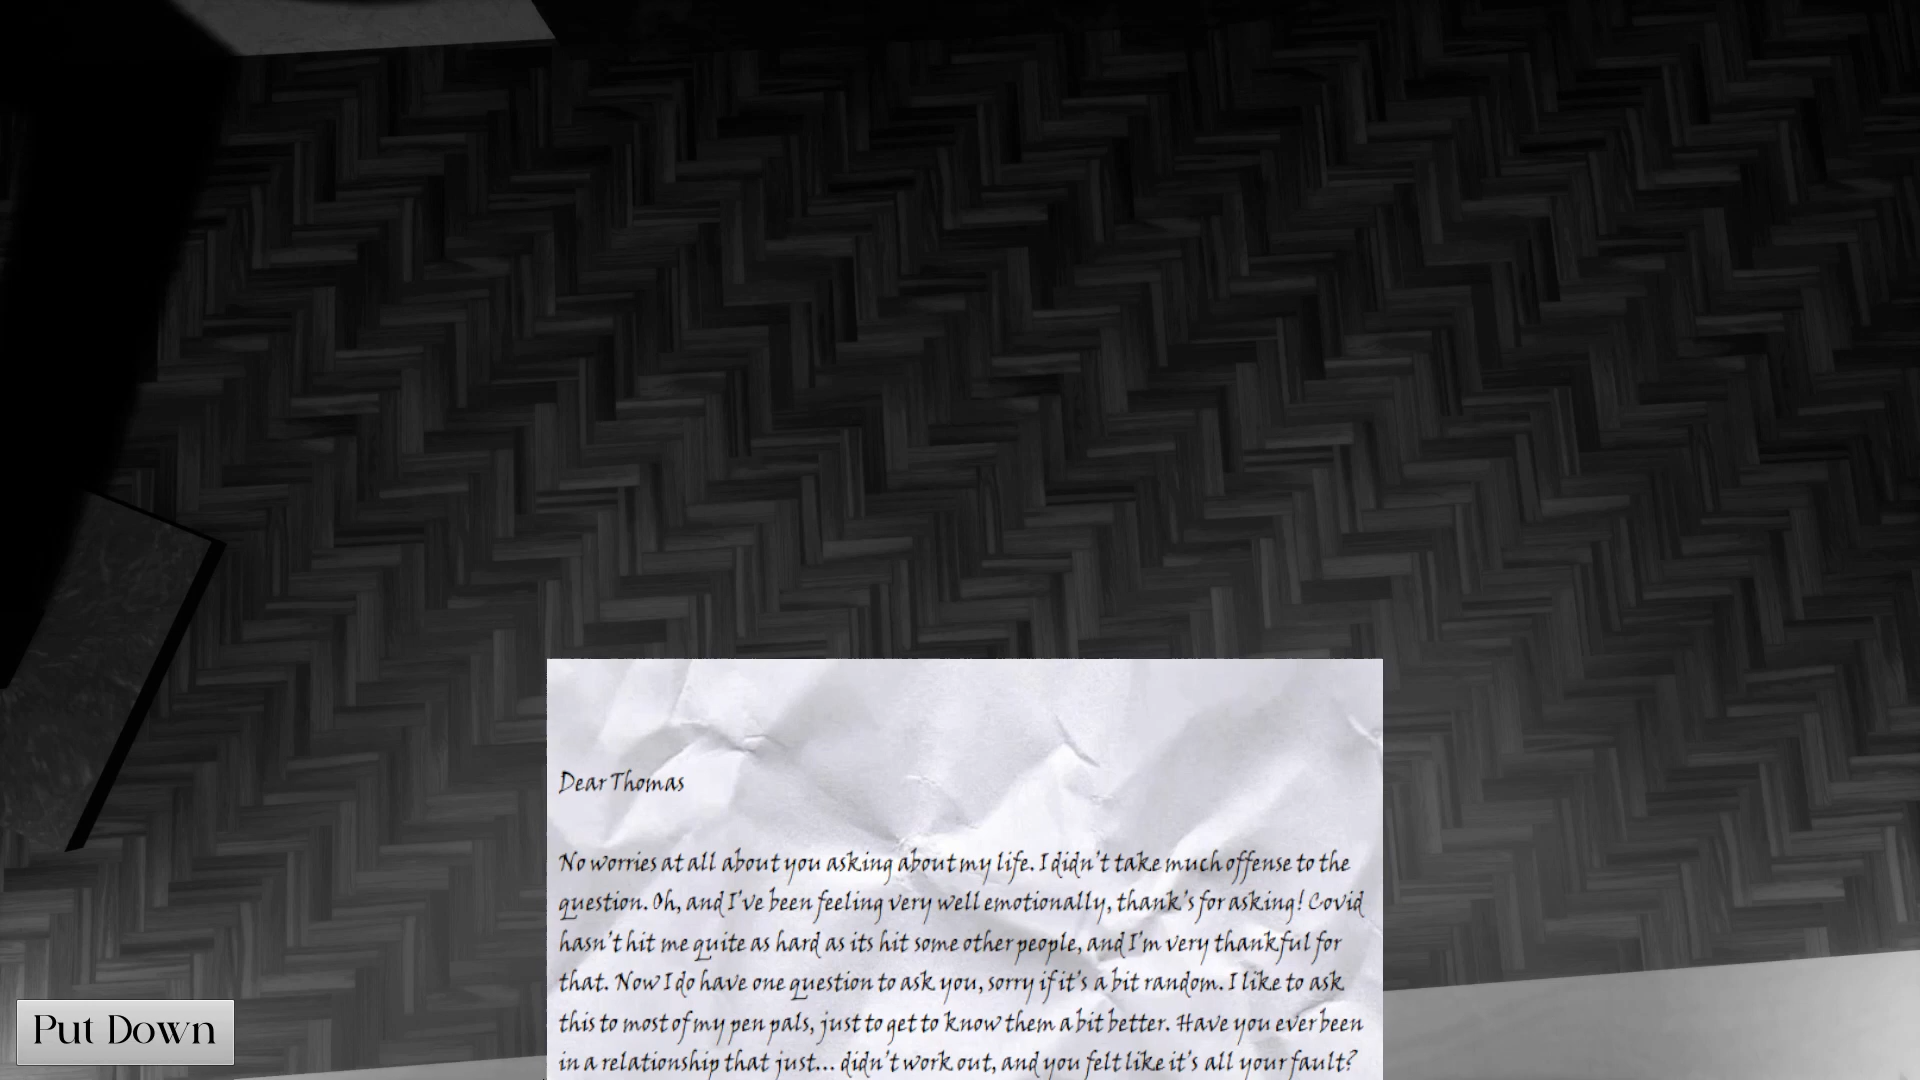 Dear Thomas
No worries at all about you asking about my life. I didn't take much offense to the
question. Oh, and I've been feeling very well emotionally, thank's for asking! Covid
hasn't hit me quite as hard as its hit some other people, and I'm very thankful for
that. Now I do have one question to ask you, sorry if it's a bit random. I like to ask
this to most of my pen pals, just to get to know them a bit better. Have you ever been
in a relationship that just... didn't work out, and you felt like it's all your fault?
Put Down